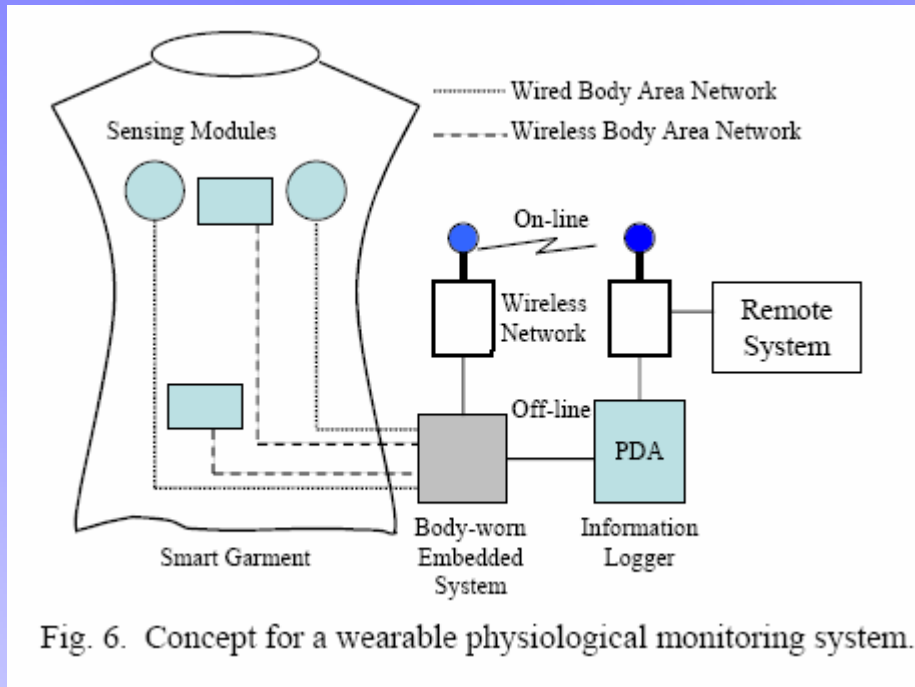 Wired Body Area Network
Wireless Body Area Network
Sensing Modules
On-line
Wireless
Network
Remote
System
Off-line
PDA
Body-worn
Embedded
System
Information
Logger
Smart Garment
Fig. 6. Concept for a wearable physiological monitoring system.